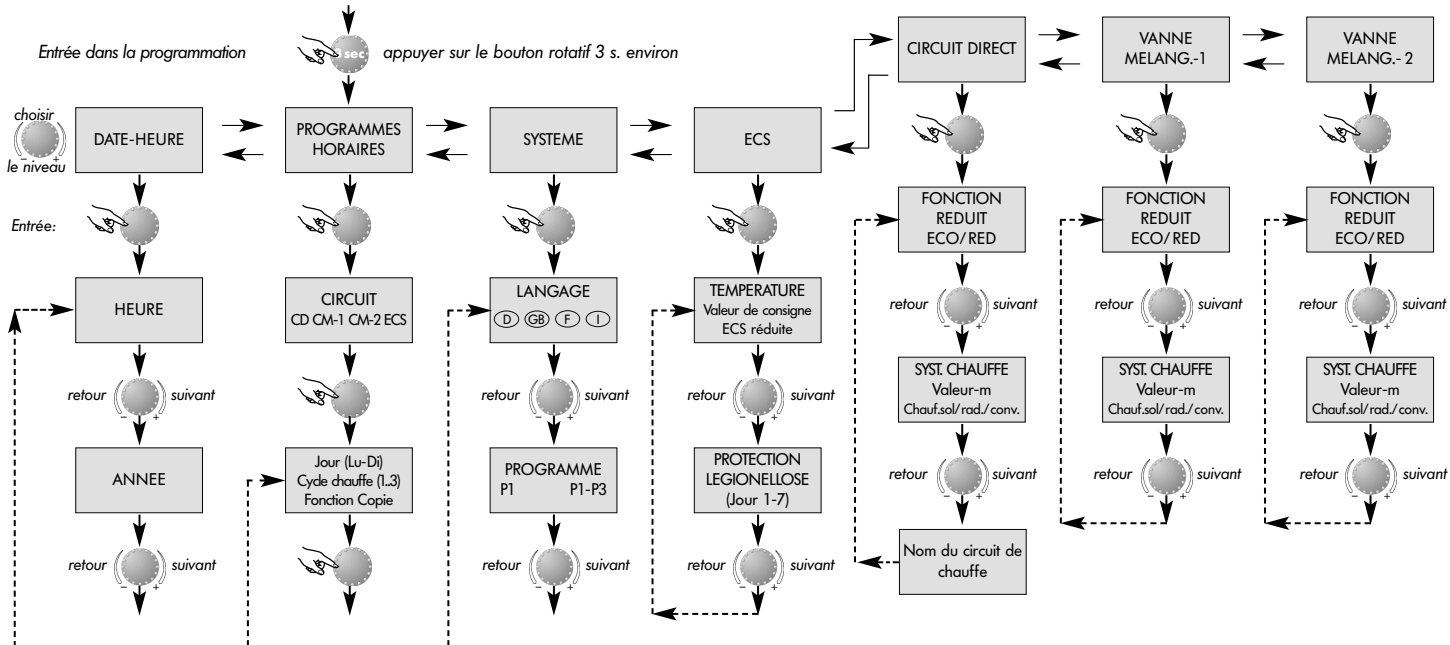 Entrée dans la programmation
3 sec.
appuyer sur le bouton rotatif 3 s. environ
choisir
- +
le niveau
DATE-HEURE
PROGRAMMES
HORAIRES
SYSTEME
ECS
CIRCUIT DIRECT
VANNE
MELANG.-1
VANNE
MELANG.- 2
Entrée:
HEURE
retour - + suivant
ANNEE
retour - + suivant
CIRCUIT
CD CM-1 CM-2 ECS
Jour (Lu-Di)
Cycle chauffe (1..3)
Fonction Copie
LANGAGE
D GB F I
retour - + suivant
PROGRAMME
P1 P1-P3
retour - + suivant
TEMPERATURE
Valeur de consigne
ECS réduite
retour - + suivant
PROTECTION
LEGIONELLOSE
(Jour 1-7)
retour - + suivant
FONCTION
REDUIT
ECO/RED
retour - + suivant
SYST. CHAUFFE
Valeur-m
Chauf.sol/rad./conv.
retour - + suivant
Nom du circuit de
chauffe
FONCTION
REDUIT
ECO/RED
retour - + suivant
SYST. CHAUFFE
Valeur-m
Chauf.sol/rad./conv.
retour - + suivant
FONCTION
REDUIT
ECO/RED
retour - + suivant
SYST. CHAUFFE
Valeur-m
Chauf.sol/rad./conv.
retour - + suivant